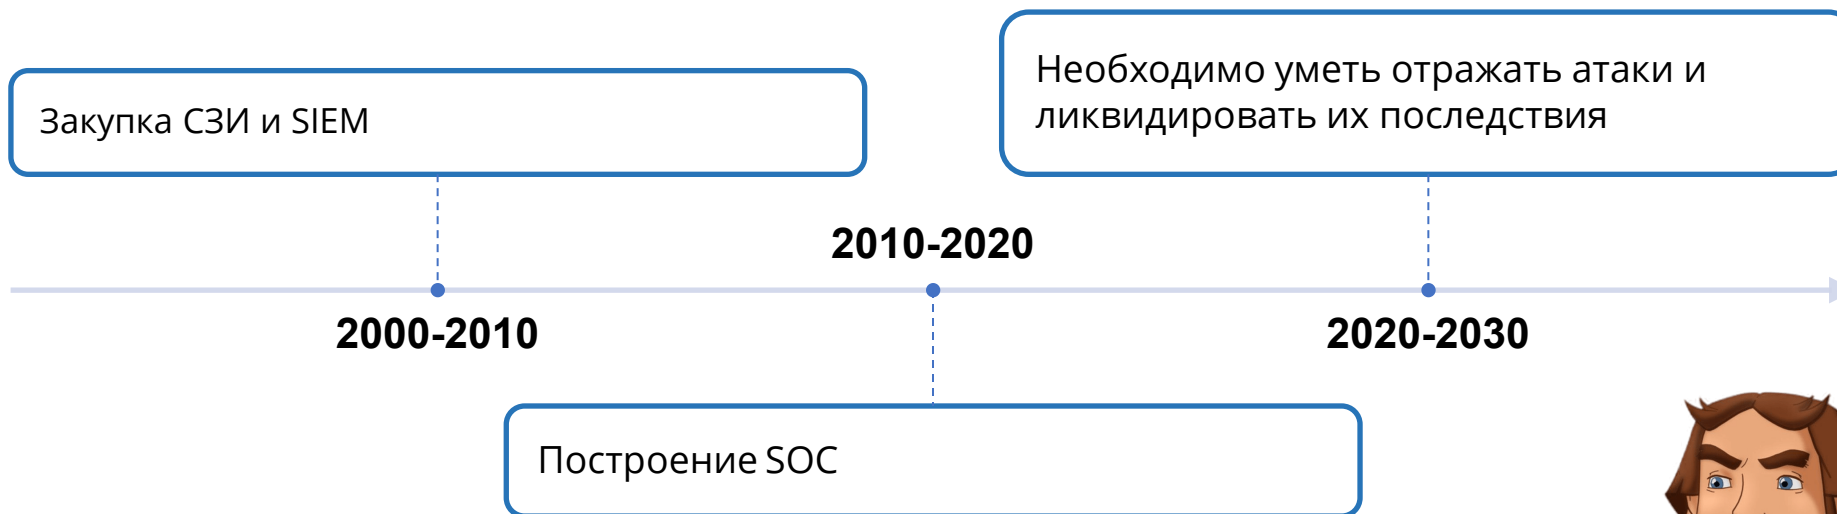 Закупка СЗИ и SIEM
Необходимо уметь отражать атаки и
ликвидировать их последствия
2010-2020
2000-2010
2020-2030
Построение SOC